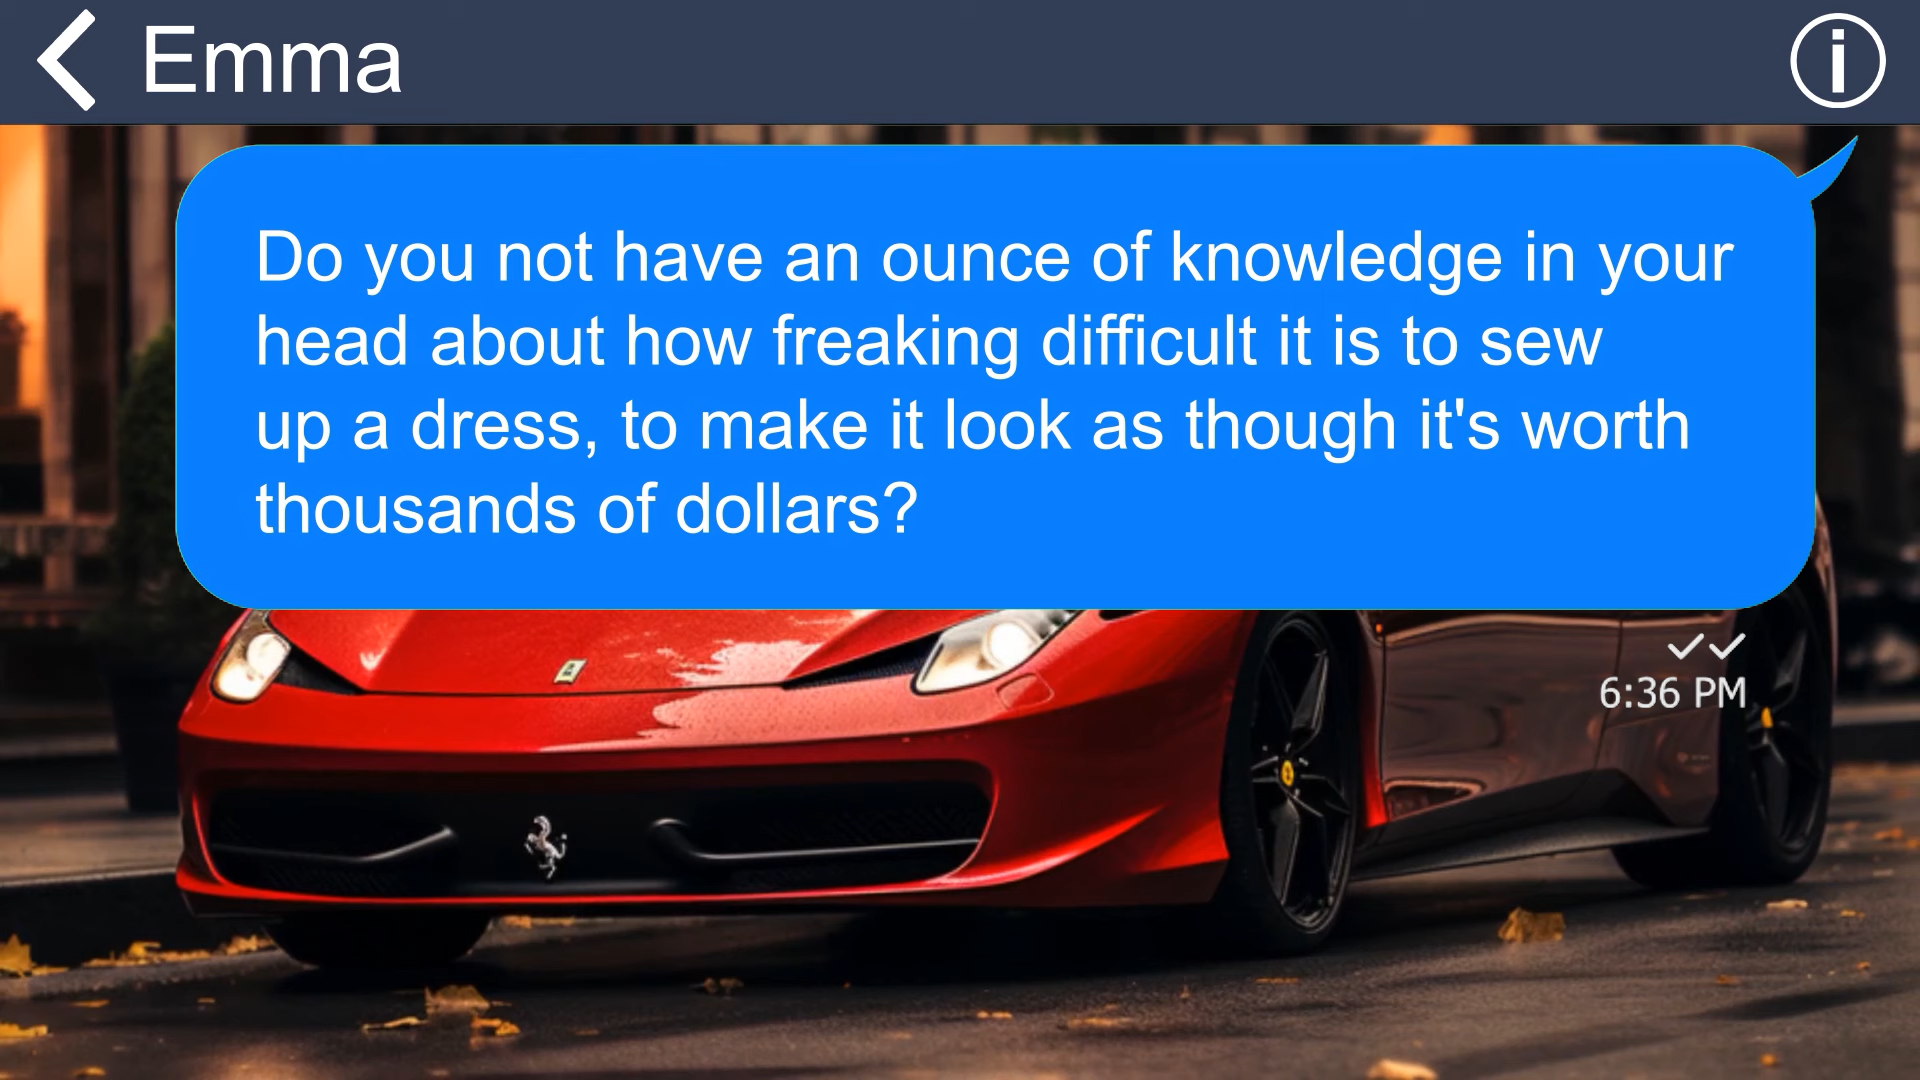 Emma
Do you not have an ounce of knowledge in your
head about how freaking difficult it is to sew
up a dress, to make it look as though it's worth
thousands of dollars?
6:36 PM